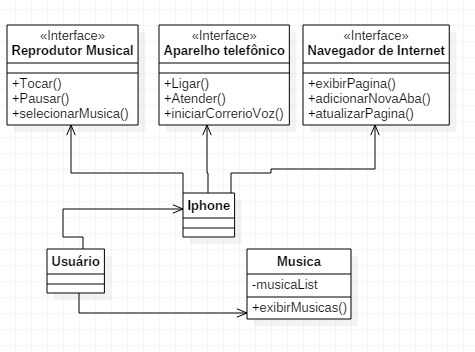 «Interface»
Reprodutor Musical
+Tocar()
+Pausar()
+selecionarMusica()
«Interface»
Aparelho telefônico
+Ligar()
+Atender()
+iniciarCorrerioVoz()
«Interface»
Navegador de Internet
+exibirPagina()
+adicionarNovaAba()
+atualizarPagina()
Iphone
Usuário
Musica
-musicaList
+exibirMusicas()